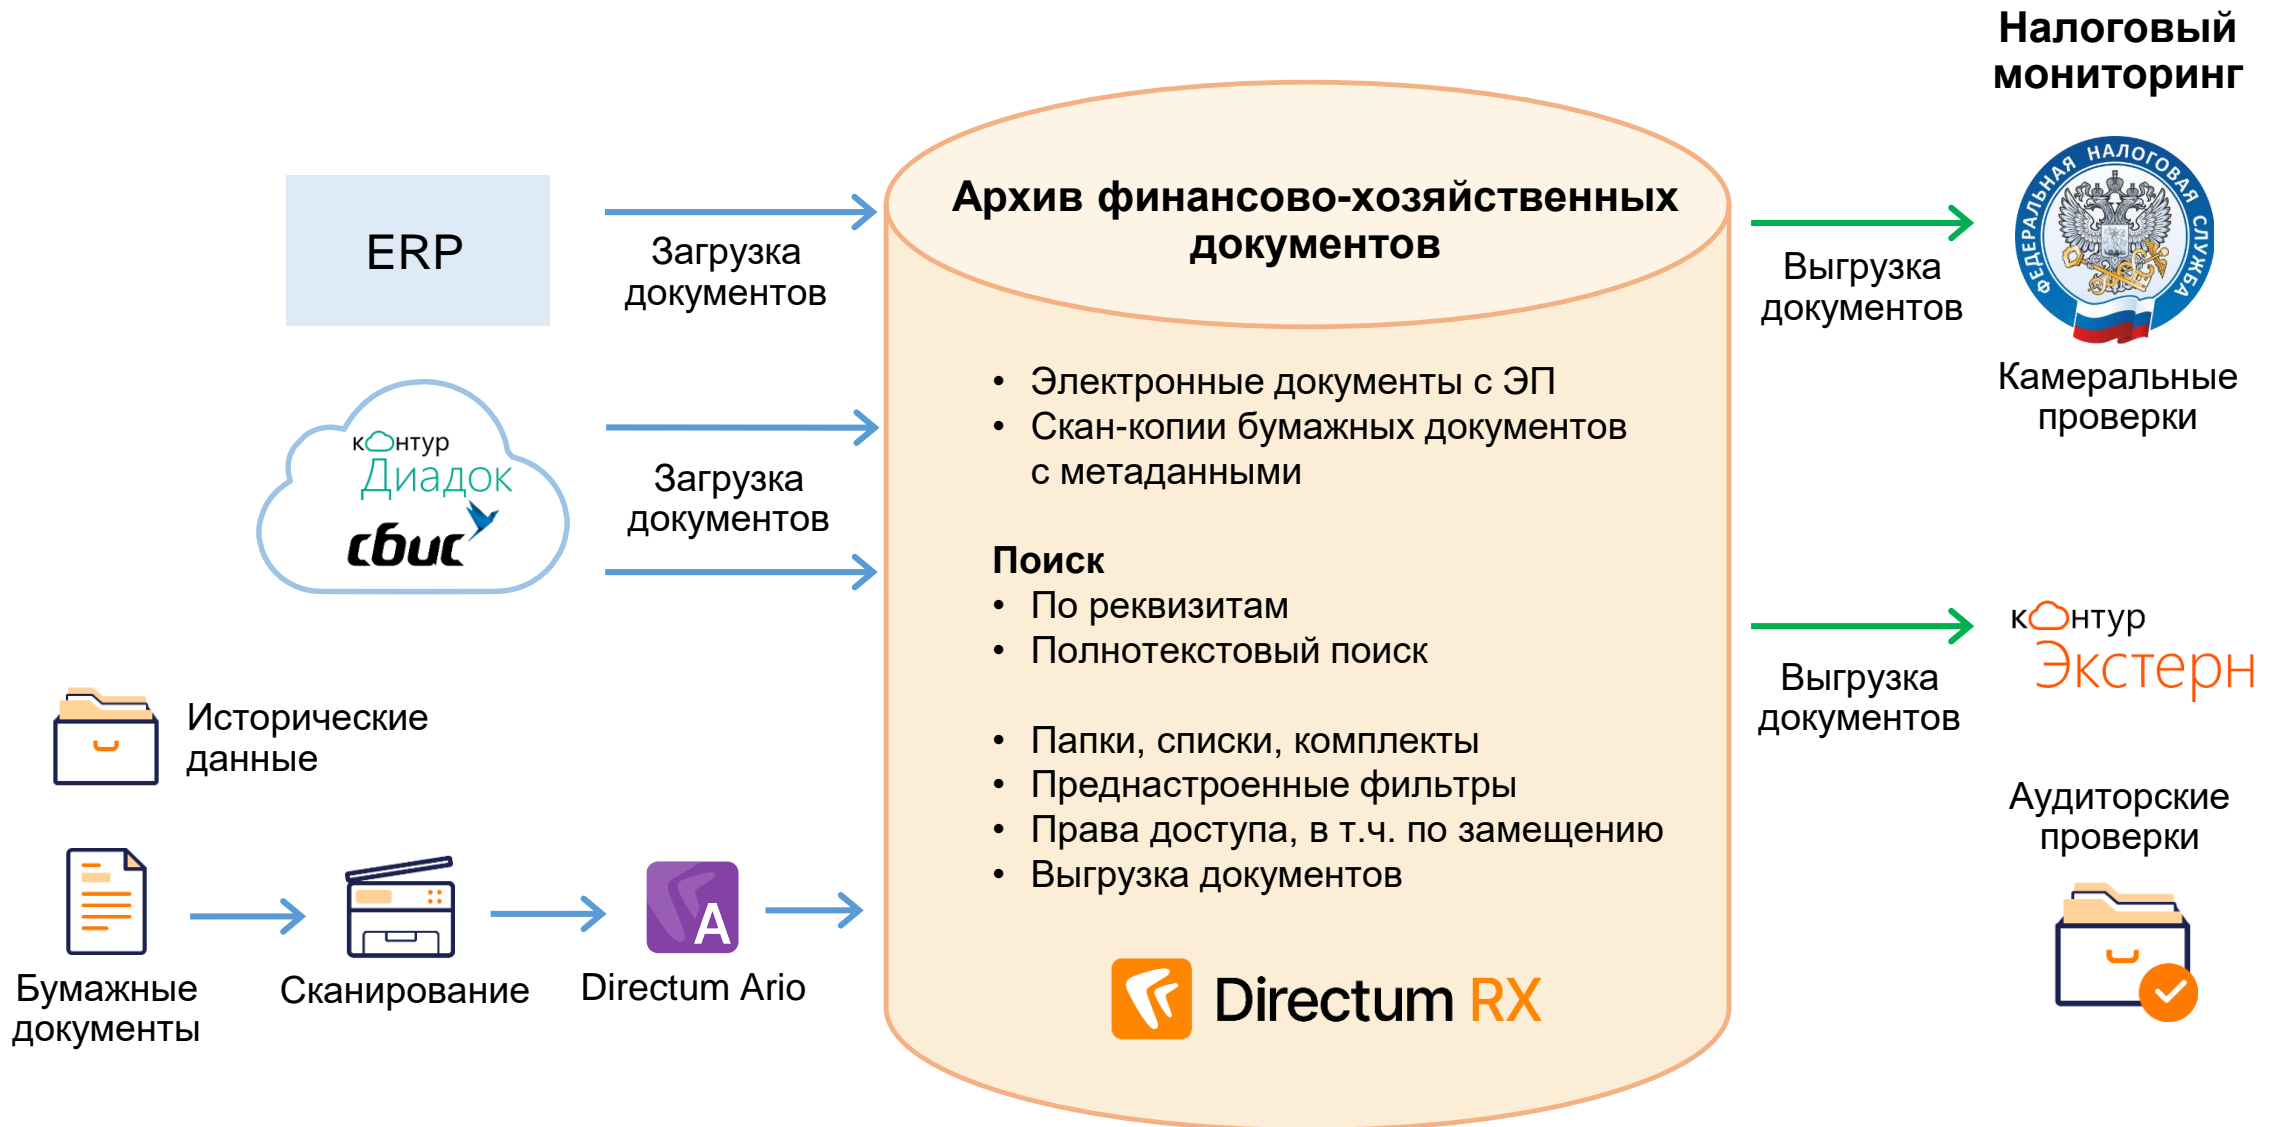 Налоговый
мониторинг
ФЕДЕРАЛЬНАЯ НАЛОГОВАЯ СЛУЖБА
Камеральные
проверки
ERP
Загрузка
документов
контур
Диадок
сбис
Загрузка
документов
Исторические
данные
Бумажные
документы
Сканирование
A
Directum Ario
Архив финансово-хозяйственных
документов
• Электронные документы с ЭП
• Скан-копии бумажных документов
с метаданными
Поиск
• По реквизитам
• Полнотекстовый поиск
• Папки, списки, комплекты
• Преднастроенные фильтры
• Права доступа, в т.ч. по замещению
• Выгрузка документов
Directum RX
Выгрузка
документов
Выгрузка
документов
контур
Экстерн
Аудиторские
проверки